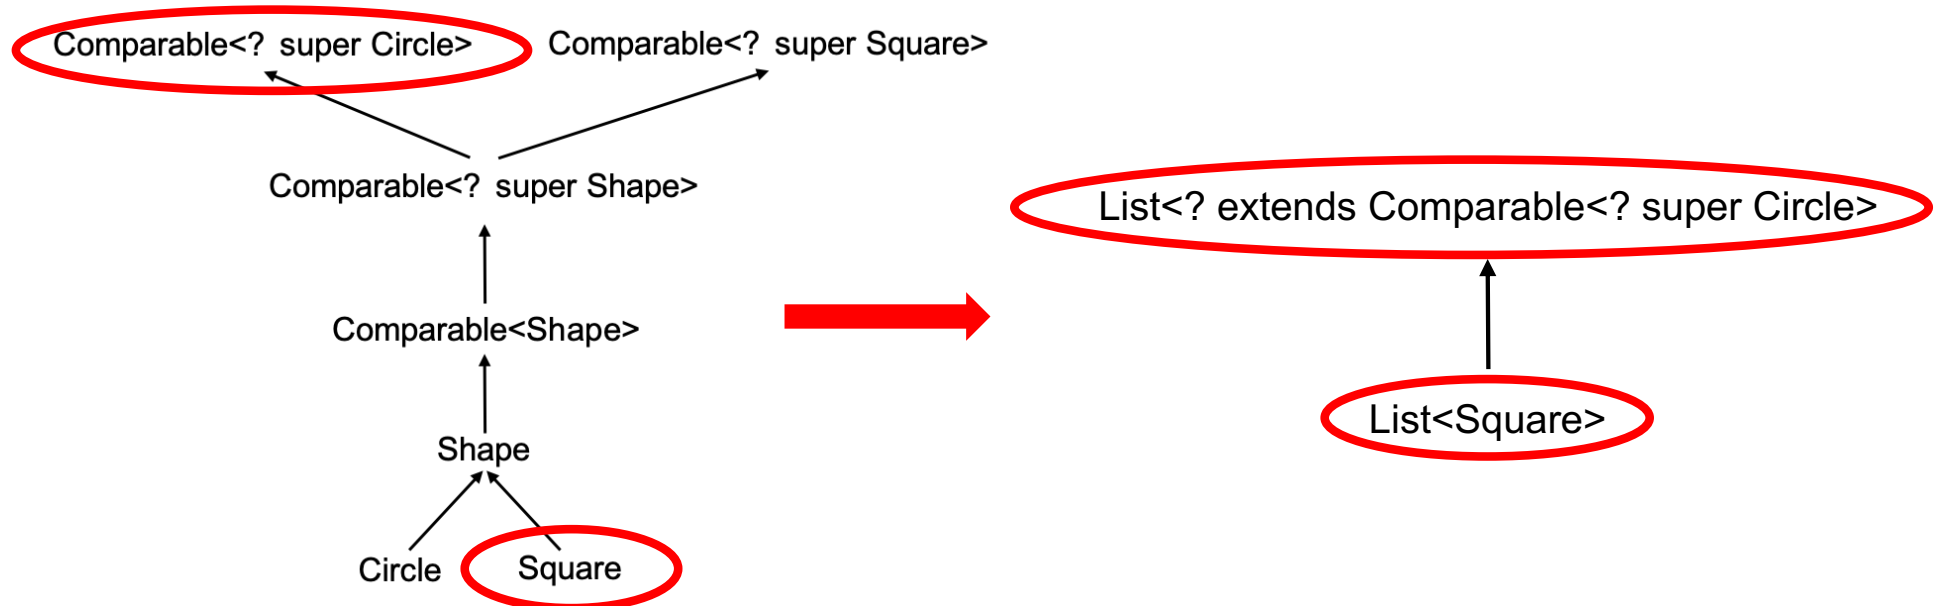 Comparable<? super Circle>
Comparable<? super Square>
Comparable<? super Shape>
Comparable<Shape>
Shape
Circle
Square
List<? extends Comparable<? super Circle>
List<Square>